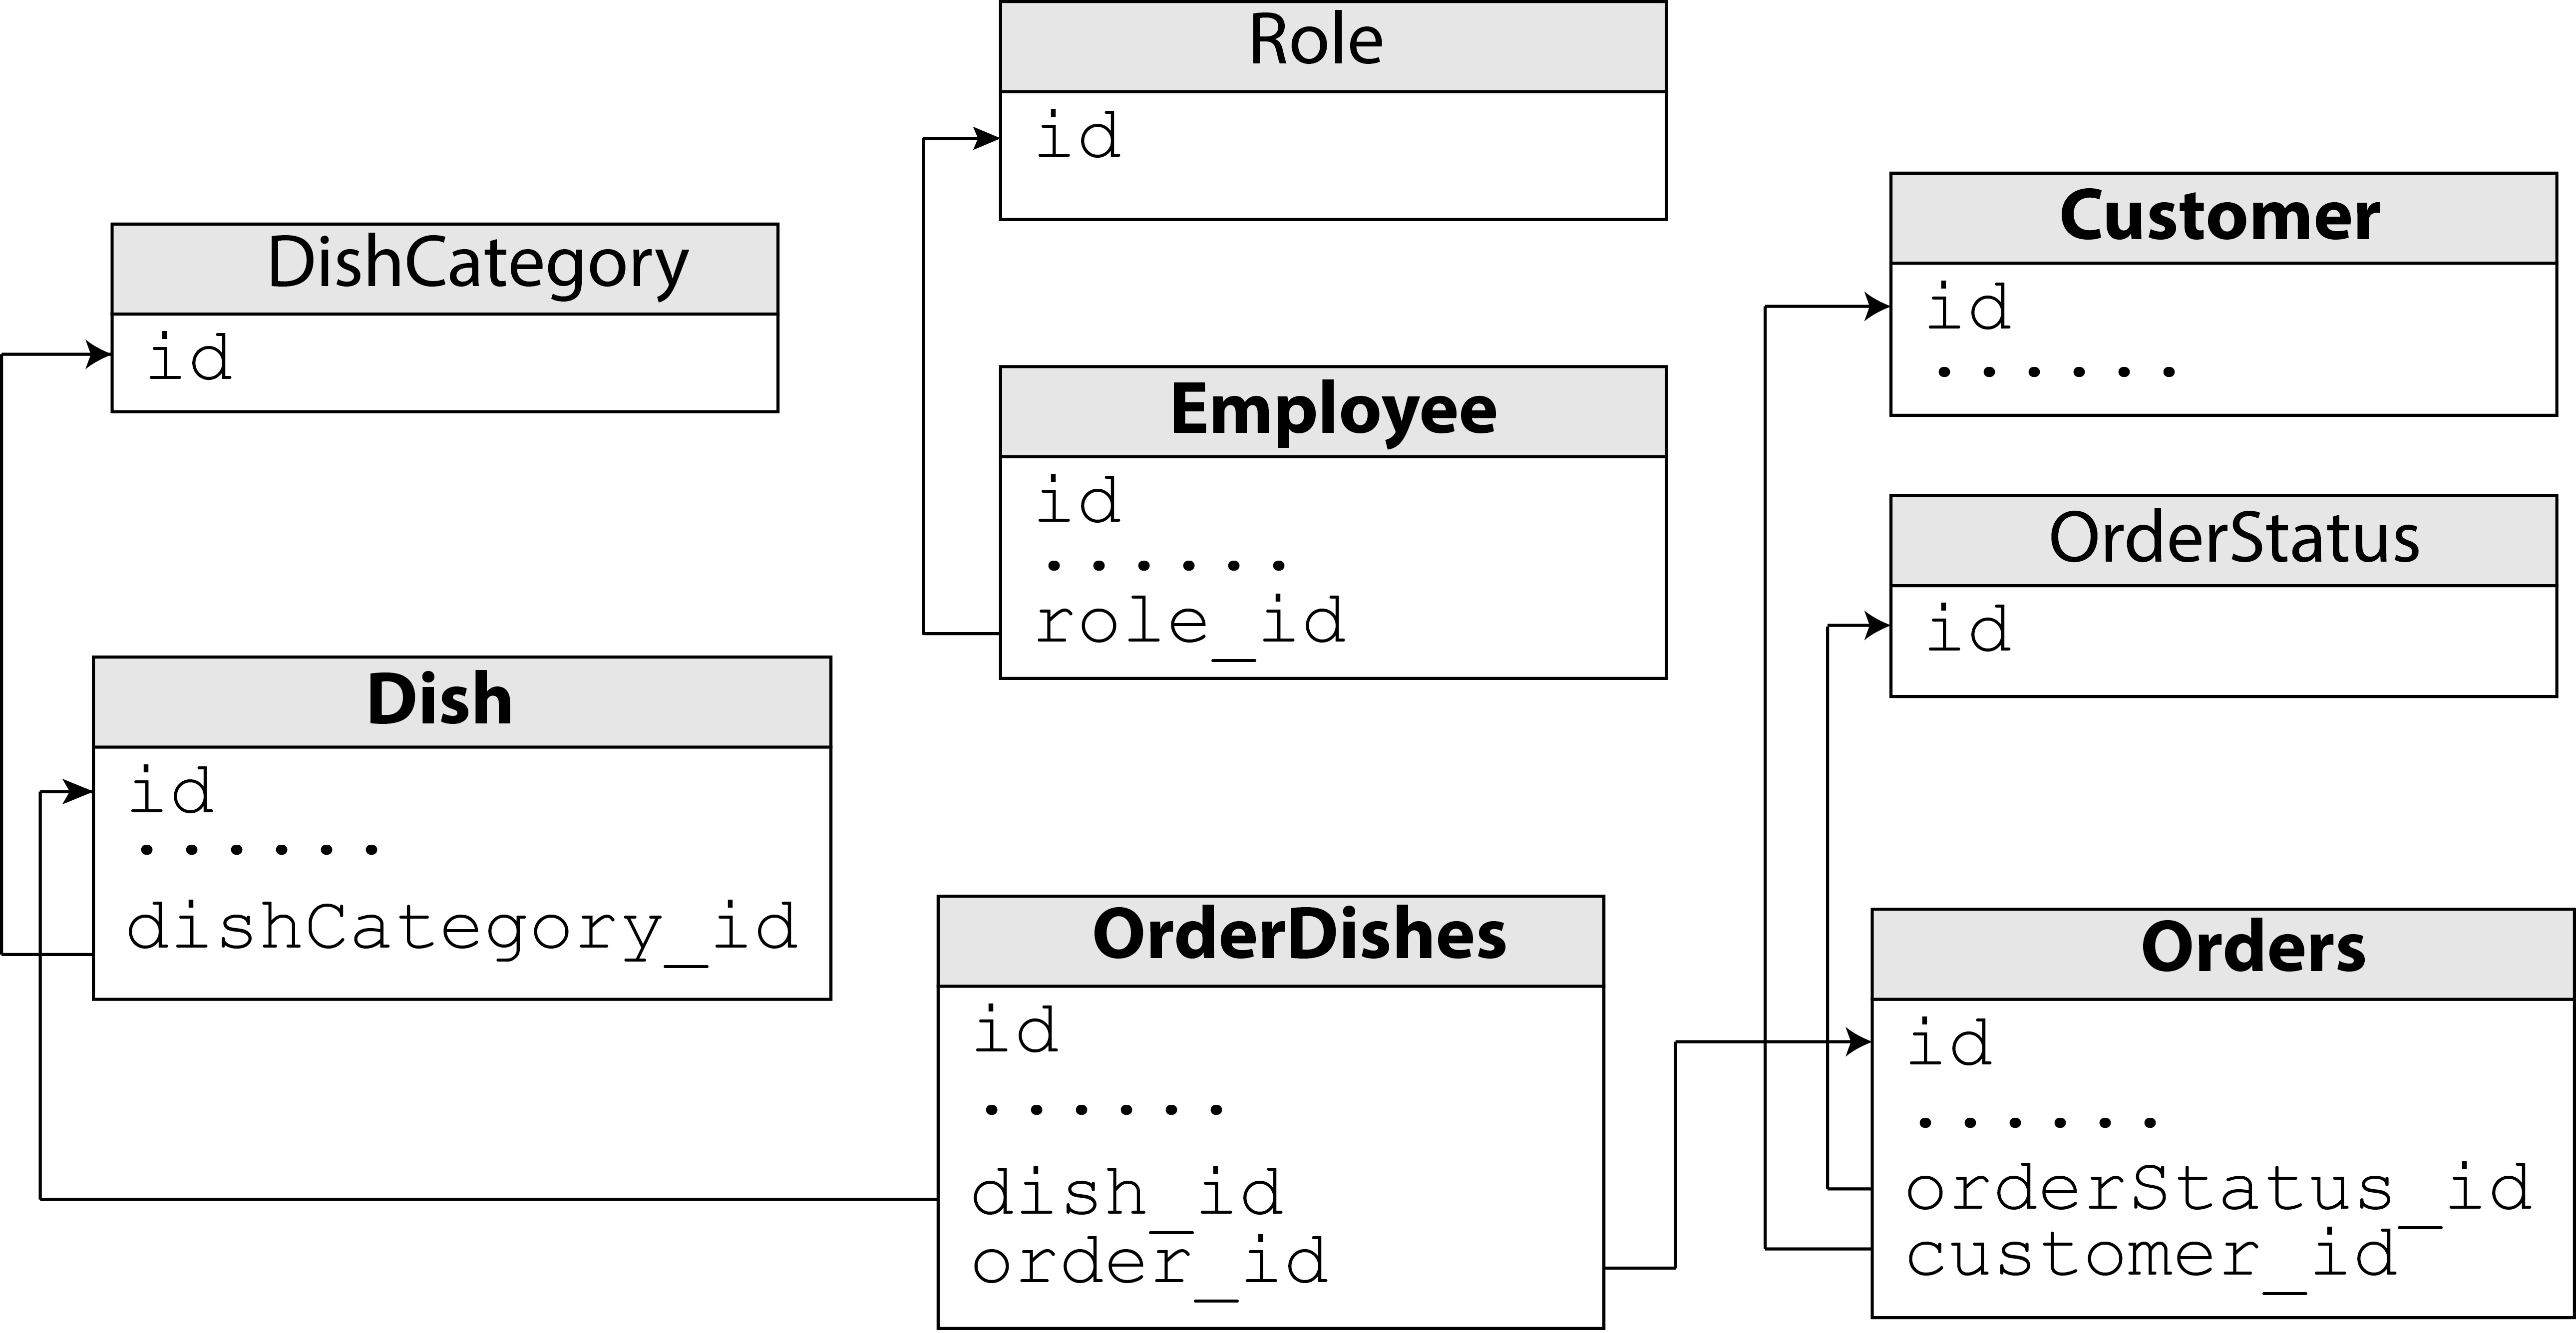 Role
id
DishCategory
id
Customer
id
......
Employee
id
......
role_id
OrderStatus
id
Dish
id
......
dishCategory_id
OrderDishes
id
......
dish_id
order_id
Orders
id
......
orderStatus_id
customer_id